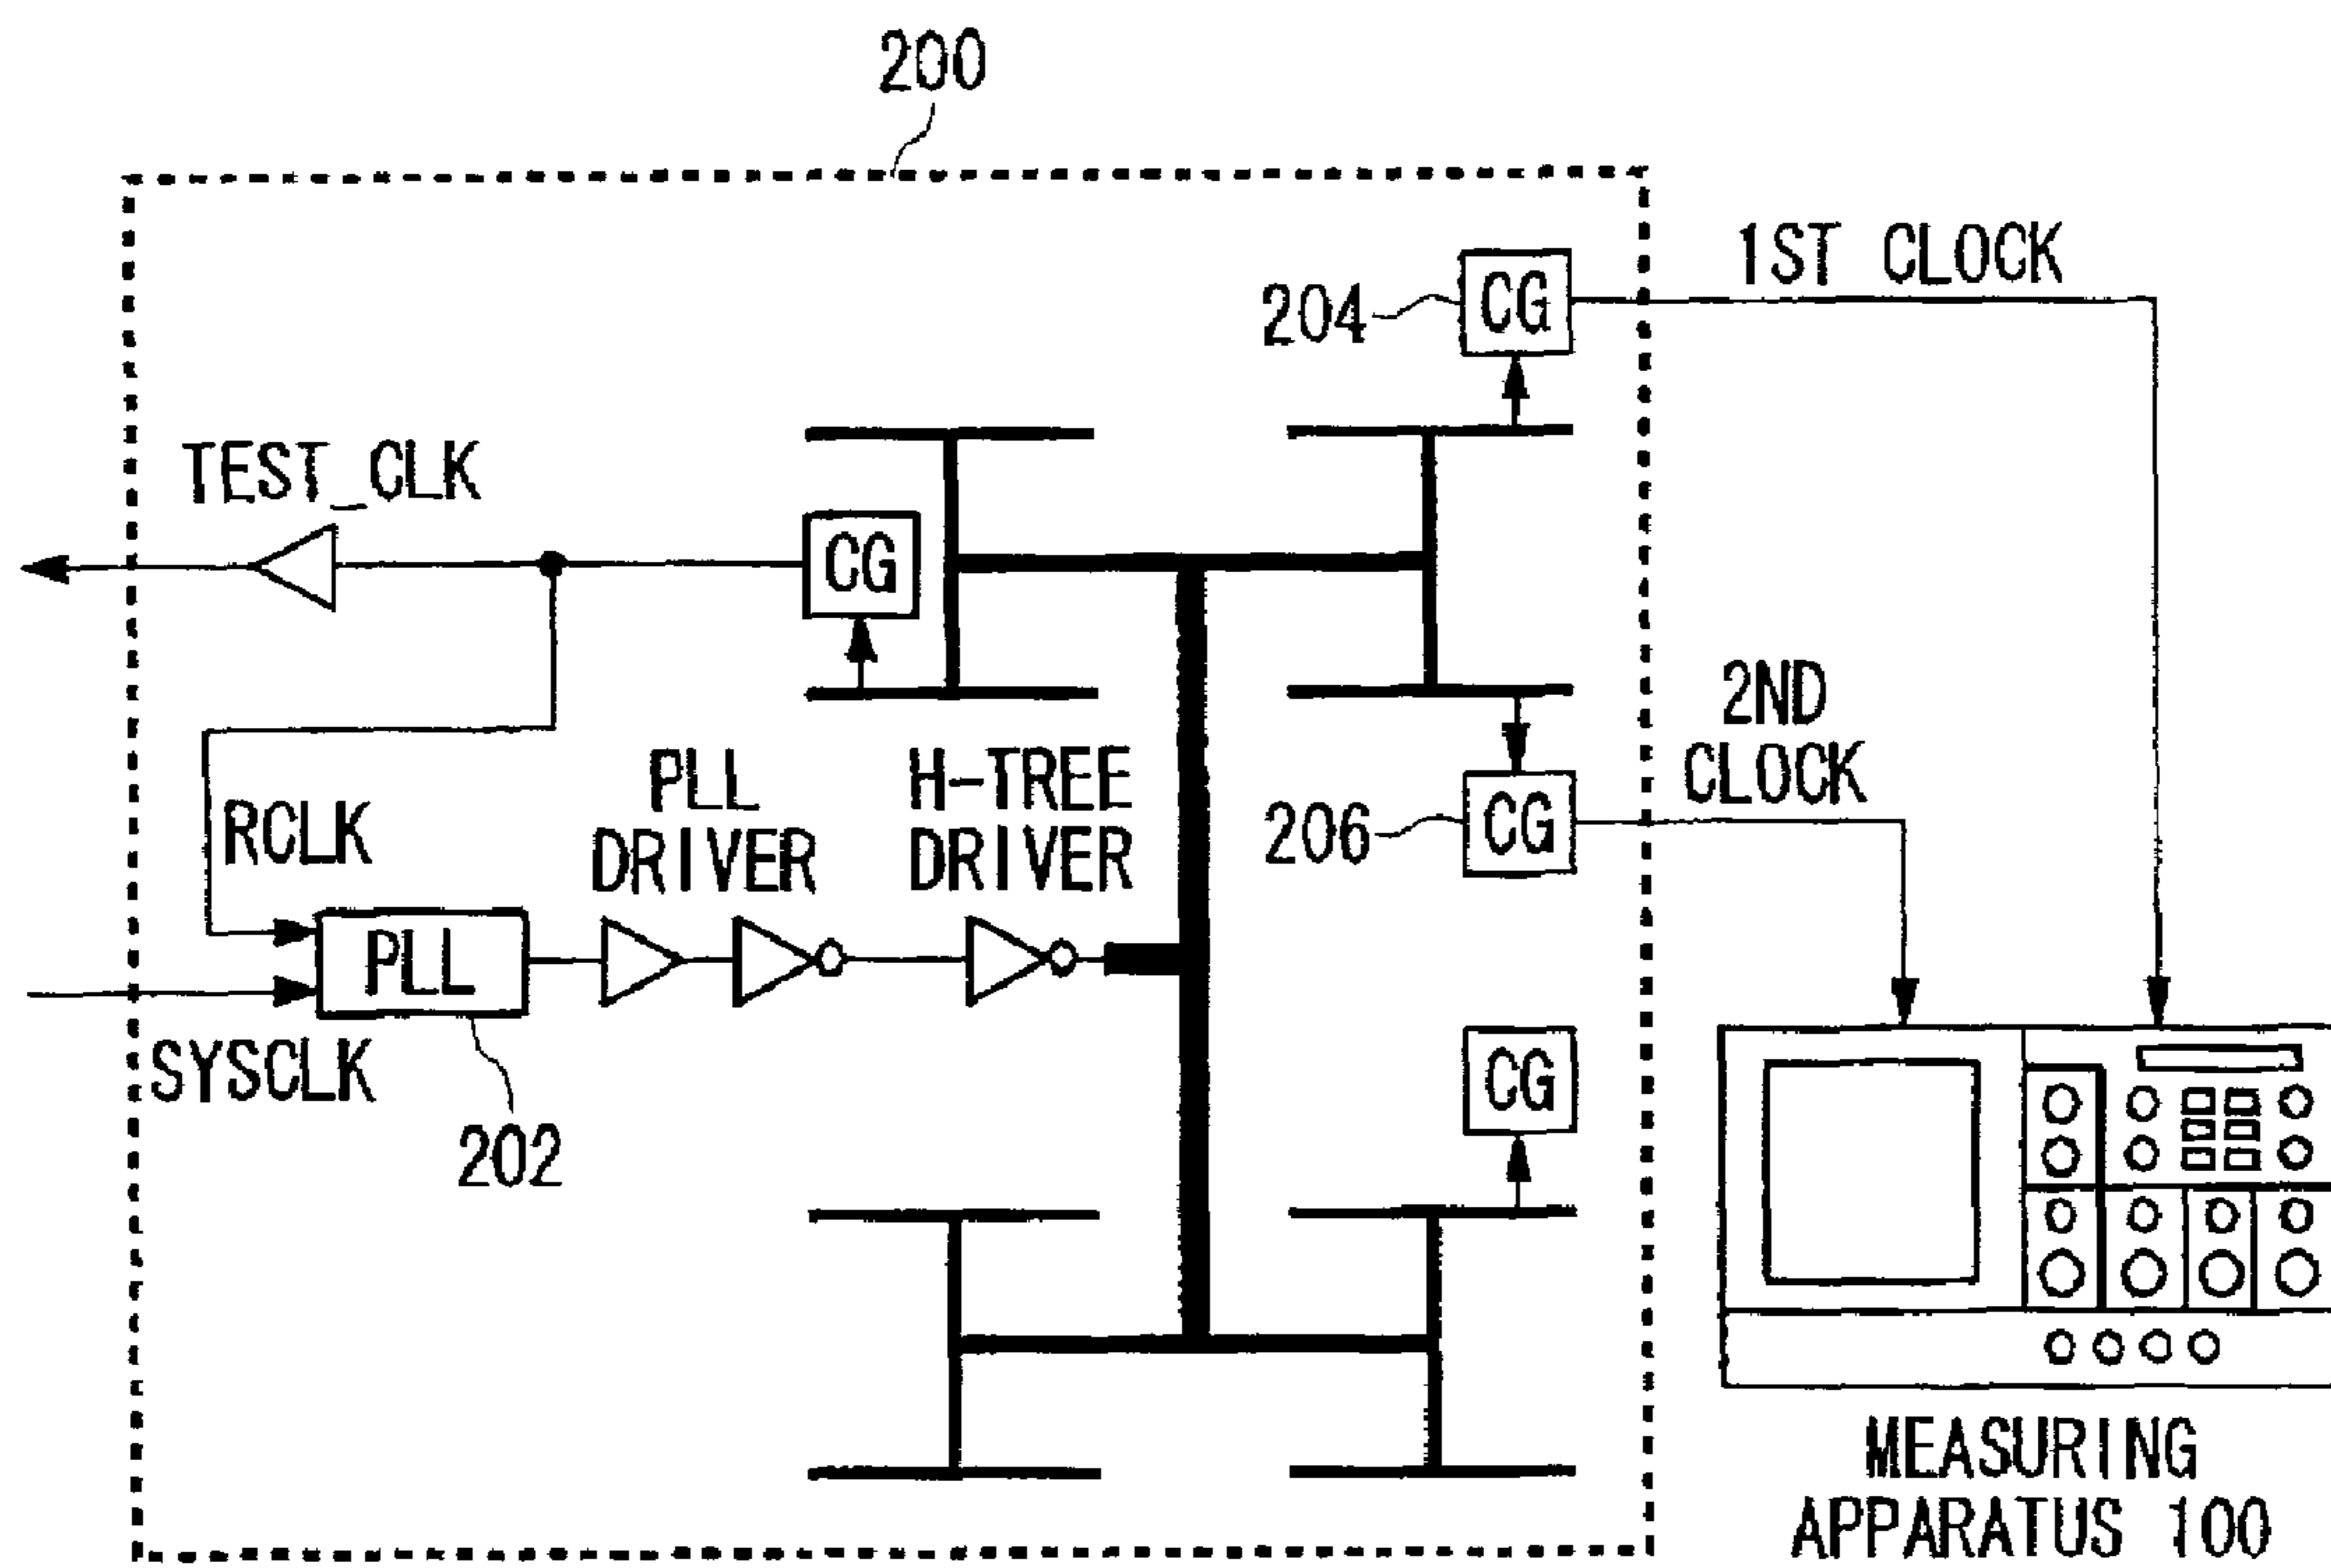 200
1ST CLOCK
CG
204
TEST_CLK
CG
2ND
CLOCK
PLL
DRIVER
H-TREE
DRIVER
RCLK
206
CG
PLL
SYSCLK
202
CG
MEASURING
APPARATUS 100